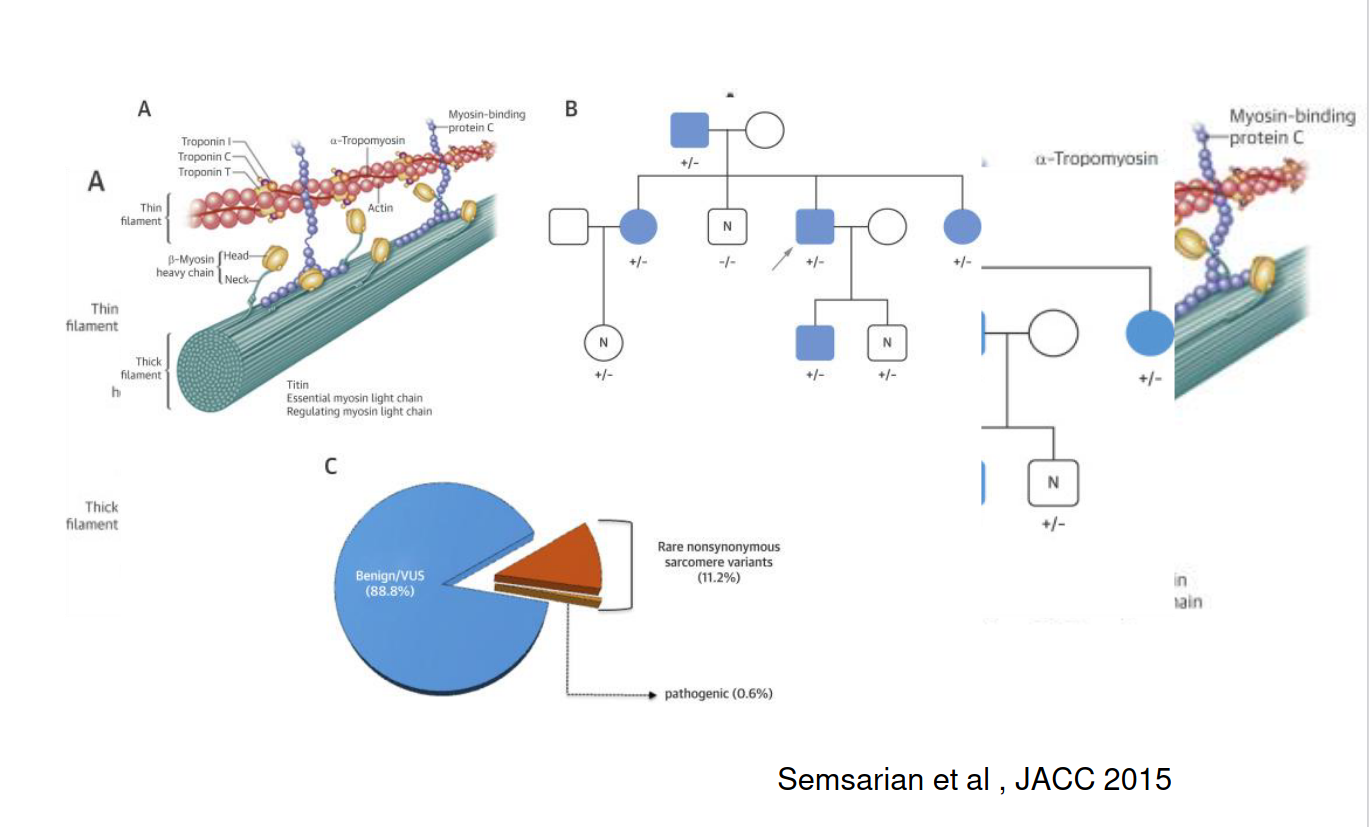 A
Troponin I
Troponin C
Troponin T
α-Tropomyosin
Myosin-binding
protein C
Thin
filament
Actin
β-Myosin
heavy chain
Head
Neck
Thick
filament
Titin
Essential myosin light chain
Regulating myosin light chain
A
Thin
filament
h
Thick
filament
B
+/-
N
+/-
-/-
+/-
+/-
N
N
+/-
+/-
+/-
α-Tropomyosin
Myosin-binding
protein C
+/-
N
+/-
in
hain
C
Benign/VUS
(88.8%)
Rare nonsynonymous
sarcomere variants
(11.2%)
pathogenic (0.6%)
Semsarian et al , JACC 2015